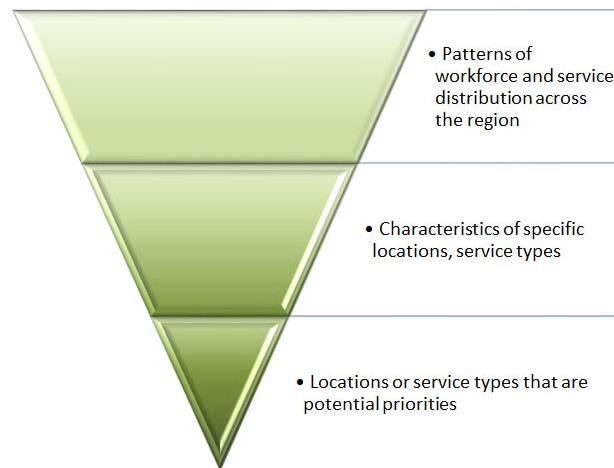 • Patterns of
workforce and service
distribution across
the region
• Characteristics of specific
locations, service types
• Locations or service types that are
potential priorities